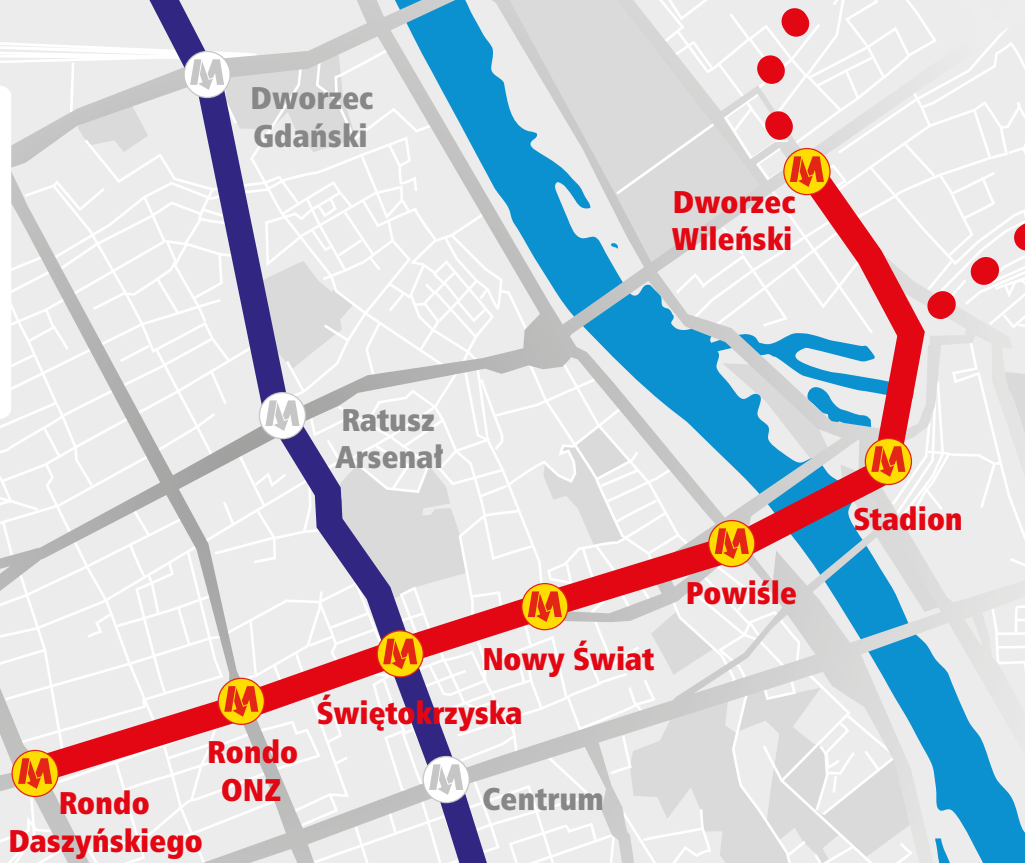 Dworzec
Gdański
Dworzec
Wileński
Ratusz
Arsenał
Stadion
Powiśle
Nowy Świat
Świętokrzyska
Rondo
ONZ
Centrum
Rondo
Daszyńskiego